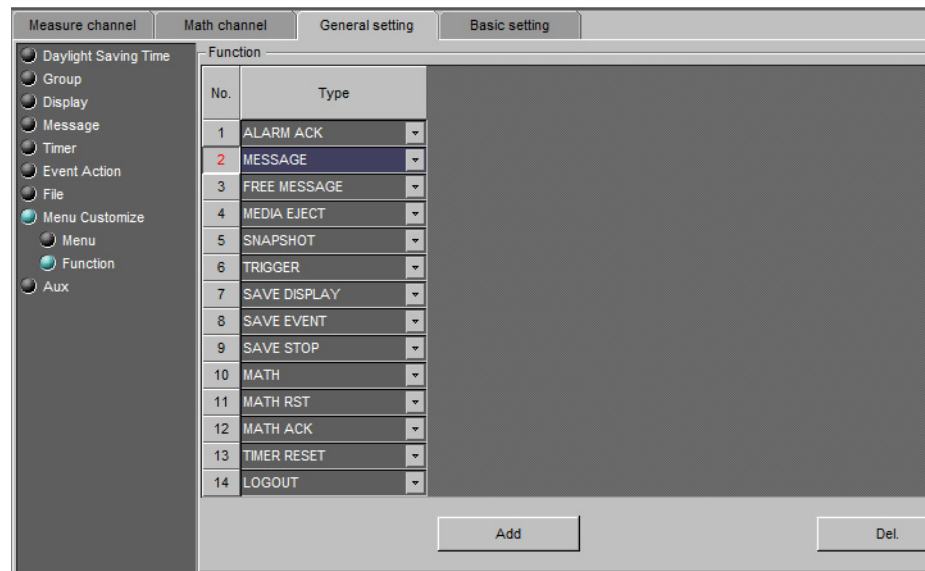 Measure channel Math channel General setting Basic setting
Daylight Saving Time
Group
Display
Message
Timer
Event Action
File
Menu Customize
Menu
Function
Aux
Function
No. Type
1 ALARM ACK
2 MESSAGE
3 FREE MESSAGE
4 MEDIA EJECT
5 SNAPSHOT
6 TRIGGER
7 SAVE DISPLAY
8 SAVE EVENT
9 SAVE STOP
10 MATH
11 MATH RST
12 MATH ACK
13 TIMER RESET
14 LOGOUT
Add Del.